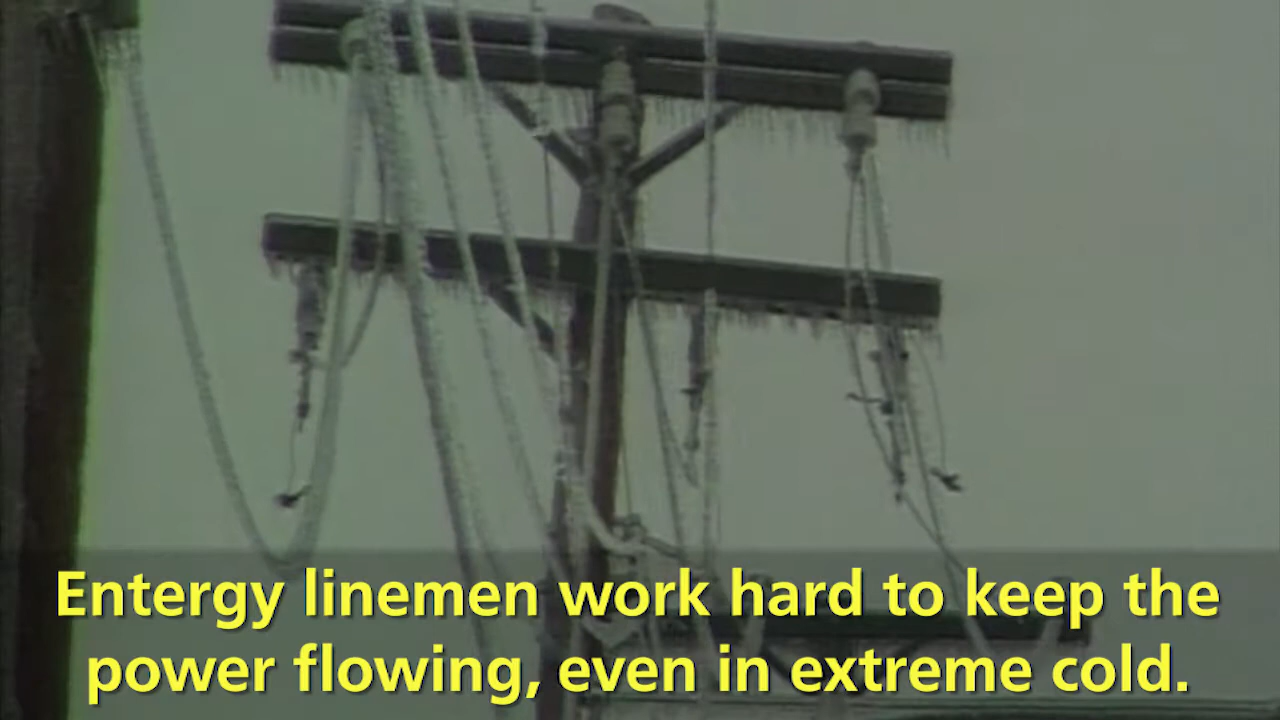 Entergy linemen work hard to keep the
power flowing, even in extreme cold.